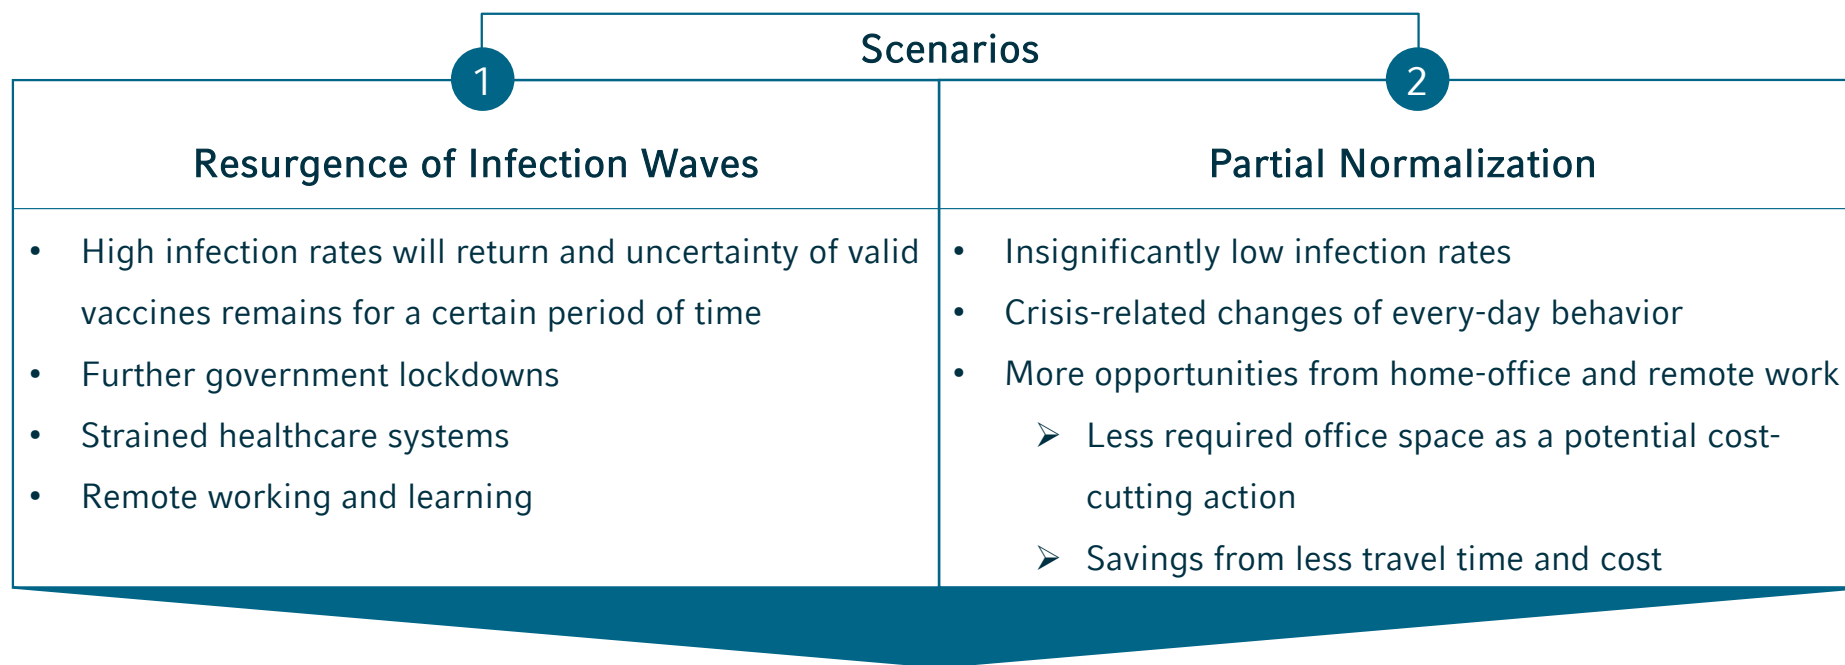 Scenarios
1
2
Resurgence of Infection Waves
Partial Normalization
• High infection rates will return and uncertainty of valid
vaccines remains for a certain period of time
• Further government lockdowns
• Strained healthcare systems
• Remote working and learning
• Insignificantly low infection rates
• Crisis-related changes of every-day behavior
• More opportunities from home-office and remote work
➢ Less required office space as a potential cost-
cutting action
➢ Savings from less travel time and cost